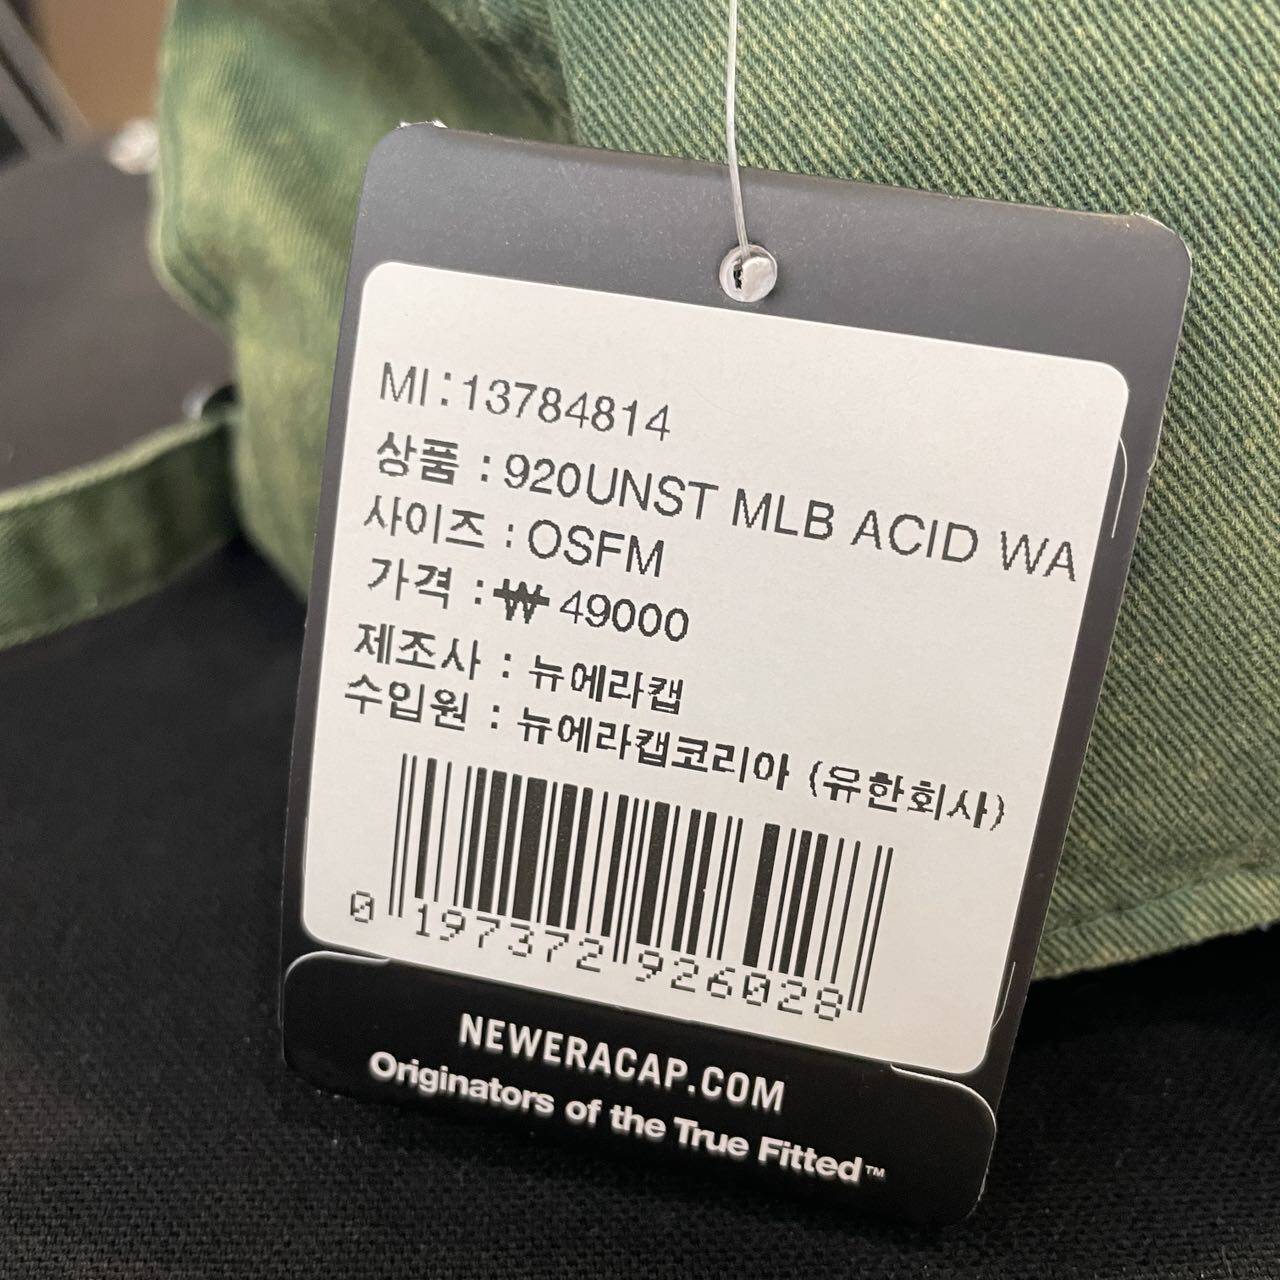 MI:13784814
상품 : 920UNST MLB ACID WA
사이즈 : OSFM
가격 : ₩ 49000
제조사 : 뉴에라캡
수입원 : 뉴에라캡코리아 (유한회사)
0 197372 926028
NEWERACAP.COM
Originators of the True Fitted™